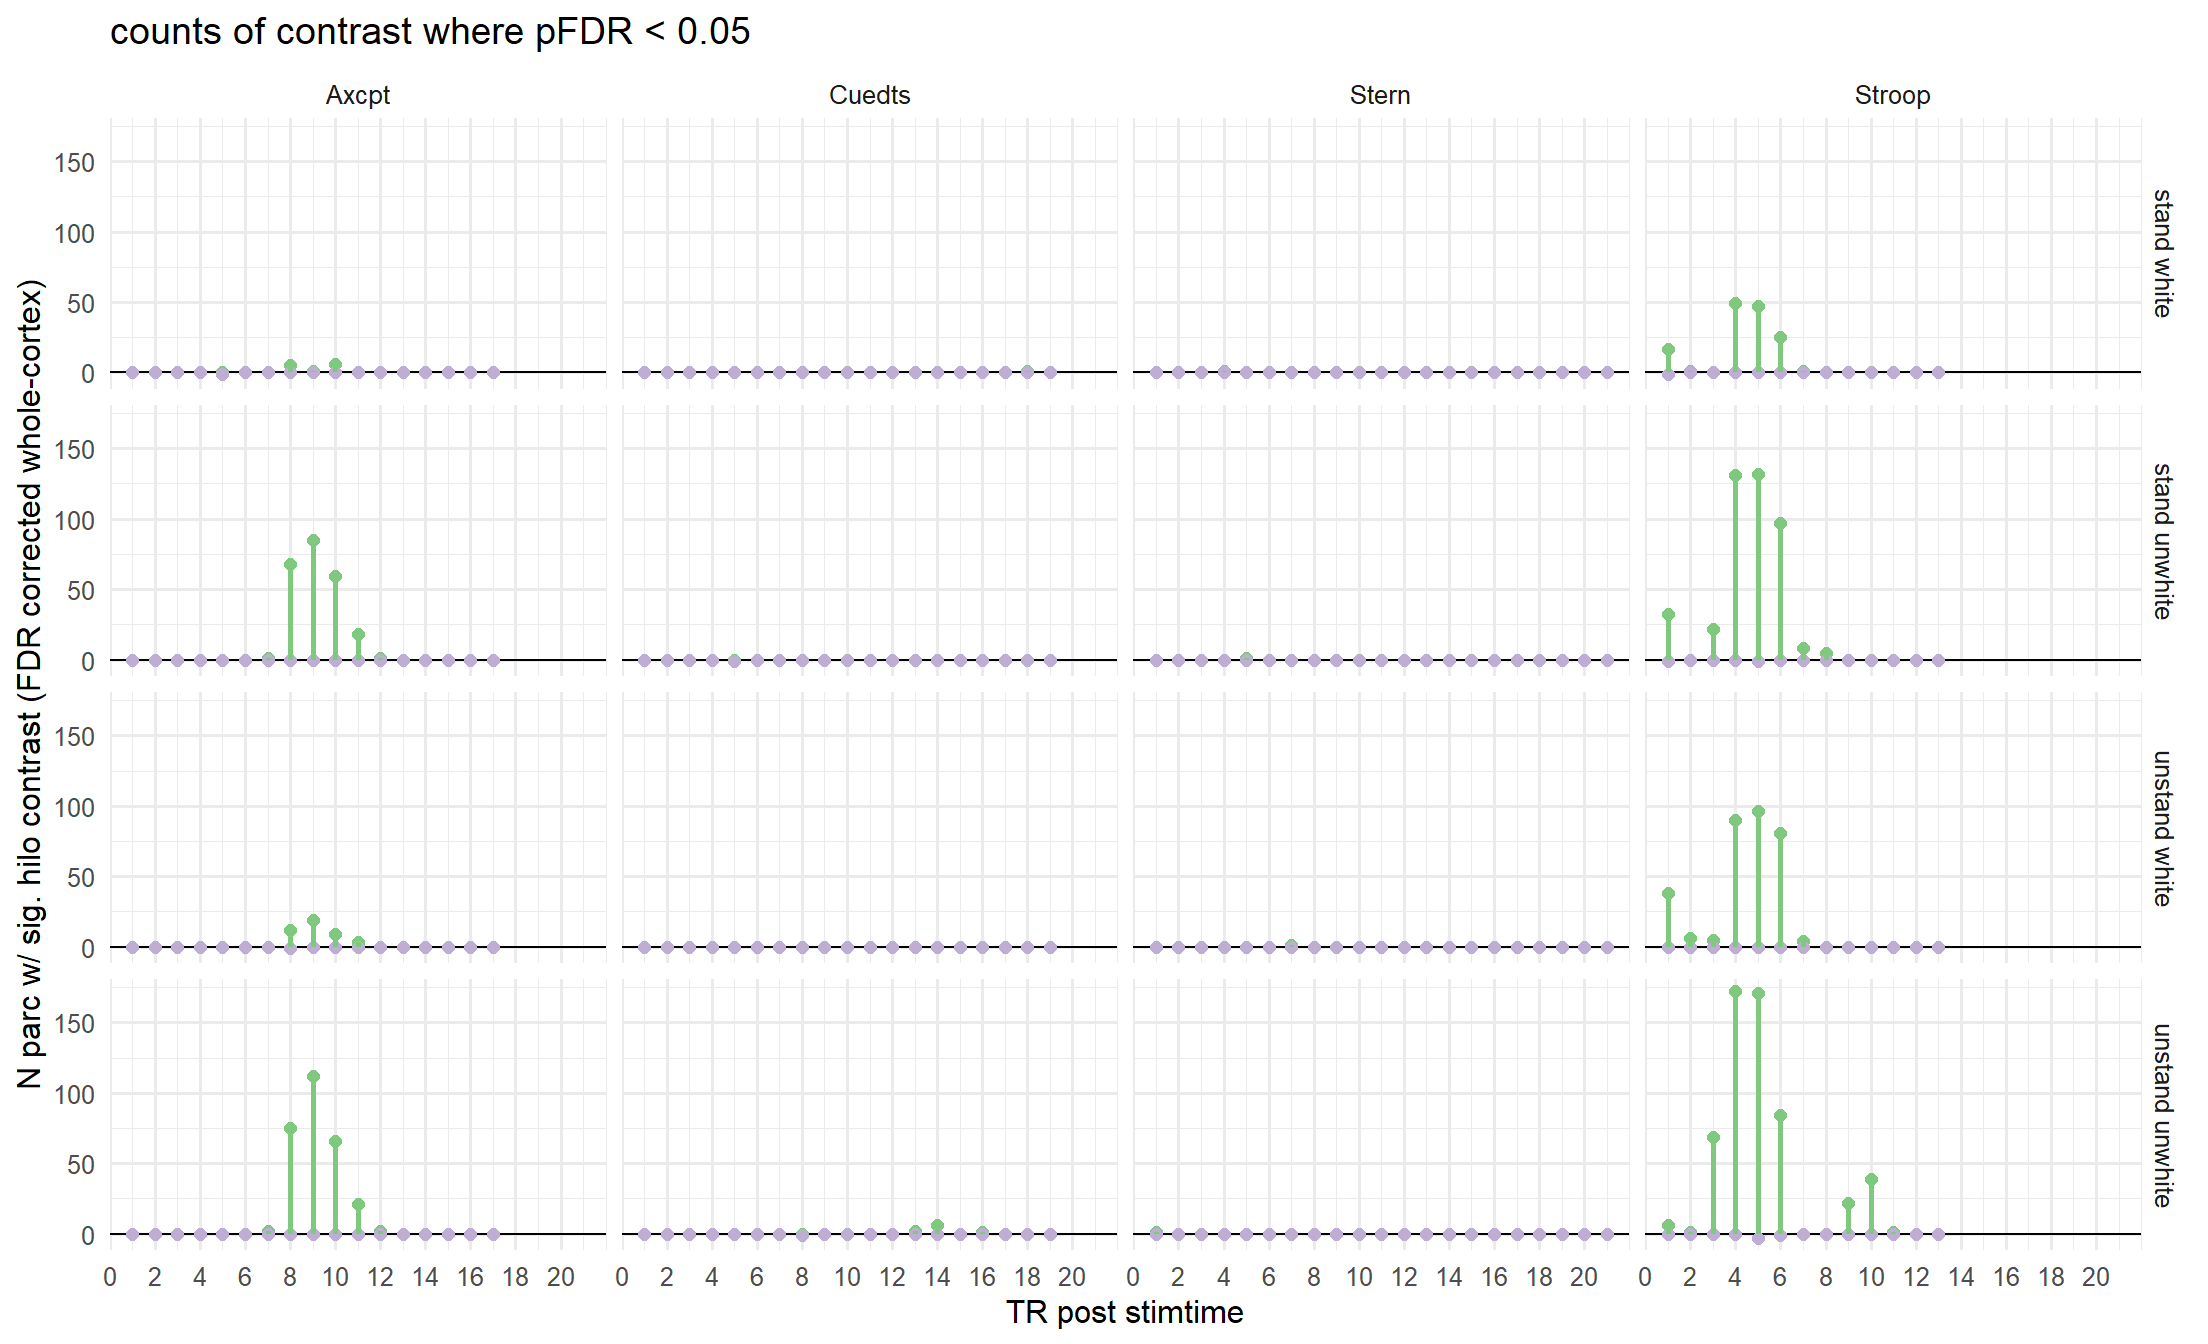 counts of contrast where pFDR < 0.05
Axcpt Cuedts Stern Stroop
N parc w/ sig. hilo contrast (FDR corrected whole-cortex)
150
100
50
0
stand white
150
100
50
0
stand unwhite
150
100
50
0
unstand white
150
100
50
0
unstand unwhite
0 2 4 6 8 10 12 14 16 18 20 0 2 4 6 8 10 12 14 16 18 20 0 2 4 6 8 10 12 14 16 18 20 0 2 4 6 8 10 12 14 16 18 20
TR post stimtime